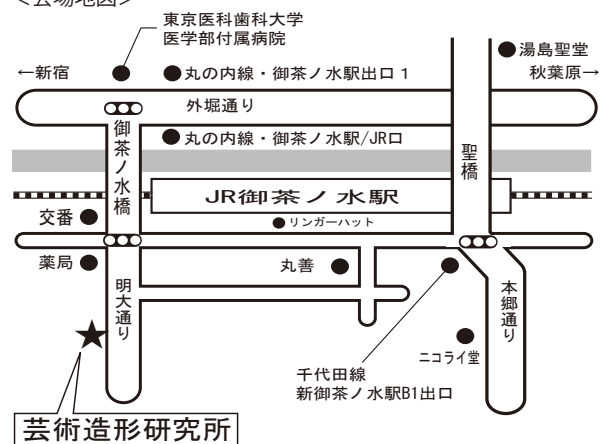 <会場地図>
東京医科歯科大学
医学部付属病院
湯島聖堂
←新宿
丸の内線・御茶ノ水駅出口1
秋葉原→
外堀通り
御茶ノ水橋
丸の内線・御茶ノ水駅/JR口
聖橋
JR御茶ノ水駅
交番
リンガーハット
薬局
丸善
明大通り
本郷通り
ニコライ堂
千代田線
新御茶ノ水駅B1出口
芸術造形研究所